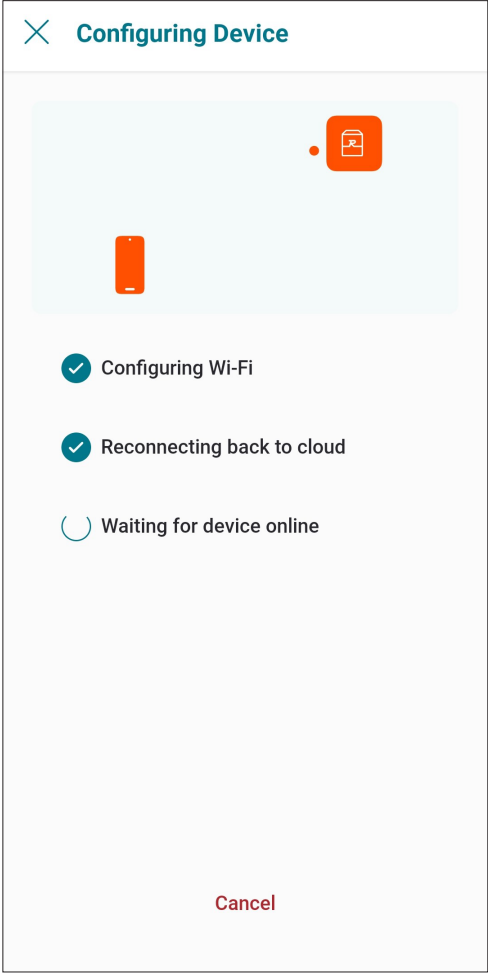 Configuring Device
Configuring Wi-Fi
Reconnecting back to cloud
Waiting for device online
Cancel